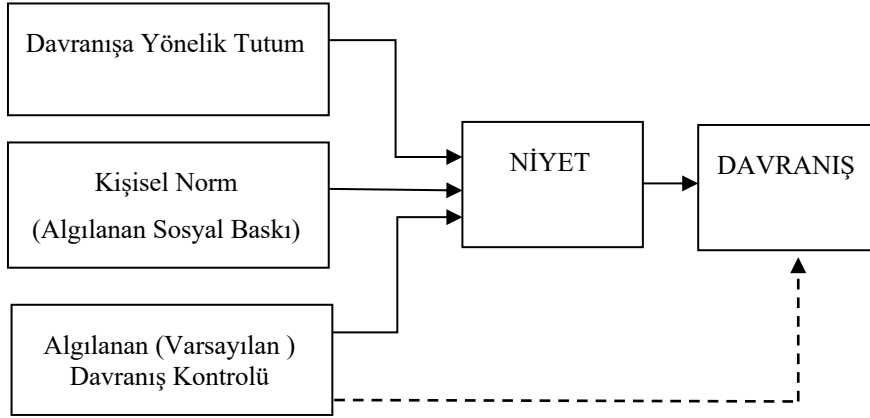 Davranışa Yönelik Tutum
Kişisel Norm
(Algılanan Sosyal Baskı)
Algılanan (Varsayılan )
Davranış Kontrolü
NİYET
DAVRANIŞ